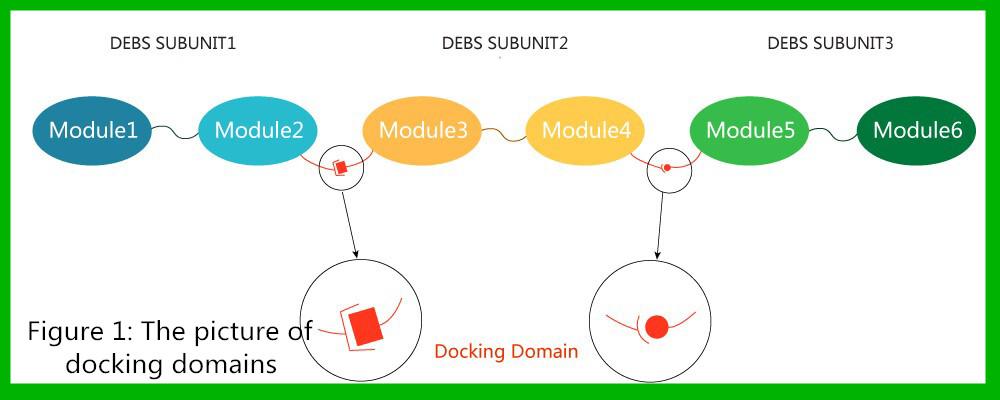 DEBS SUBUNIT1
DEBS SUBUNIT2
DEBS SUBUNIT3
Module1
Module2
Module3
Module4
Module5
Module6
Figure 1: The picture of
docking domains
Docking Domain